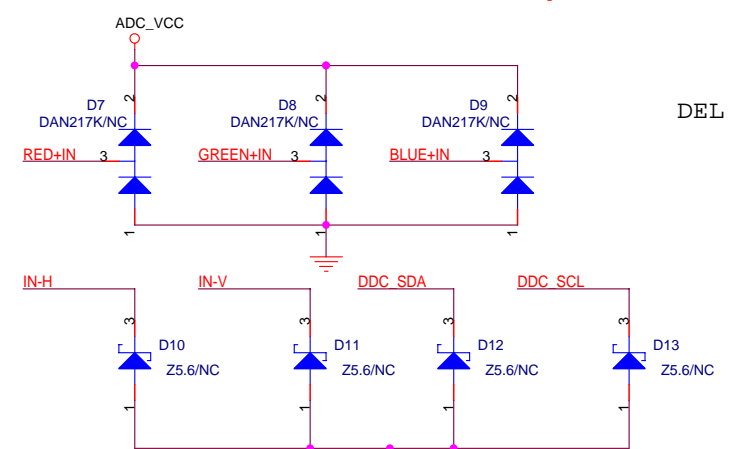 ADC_VCC
2 2 2
D7 D8 D9
DAN217K/NC DAN217K/NC DAN217K/NC
DEL
RED+IN 3 GREEN+IN 3 BLUE+IN 3
1 1 1
IN-H IN-V DDC_SDA DDC_SCL
3 3 3 3
D10 D11 D12 D13
Z5.6/NC Z5.6/NC Z5.6/NC Z5.6/NC
1 1 1 1